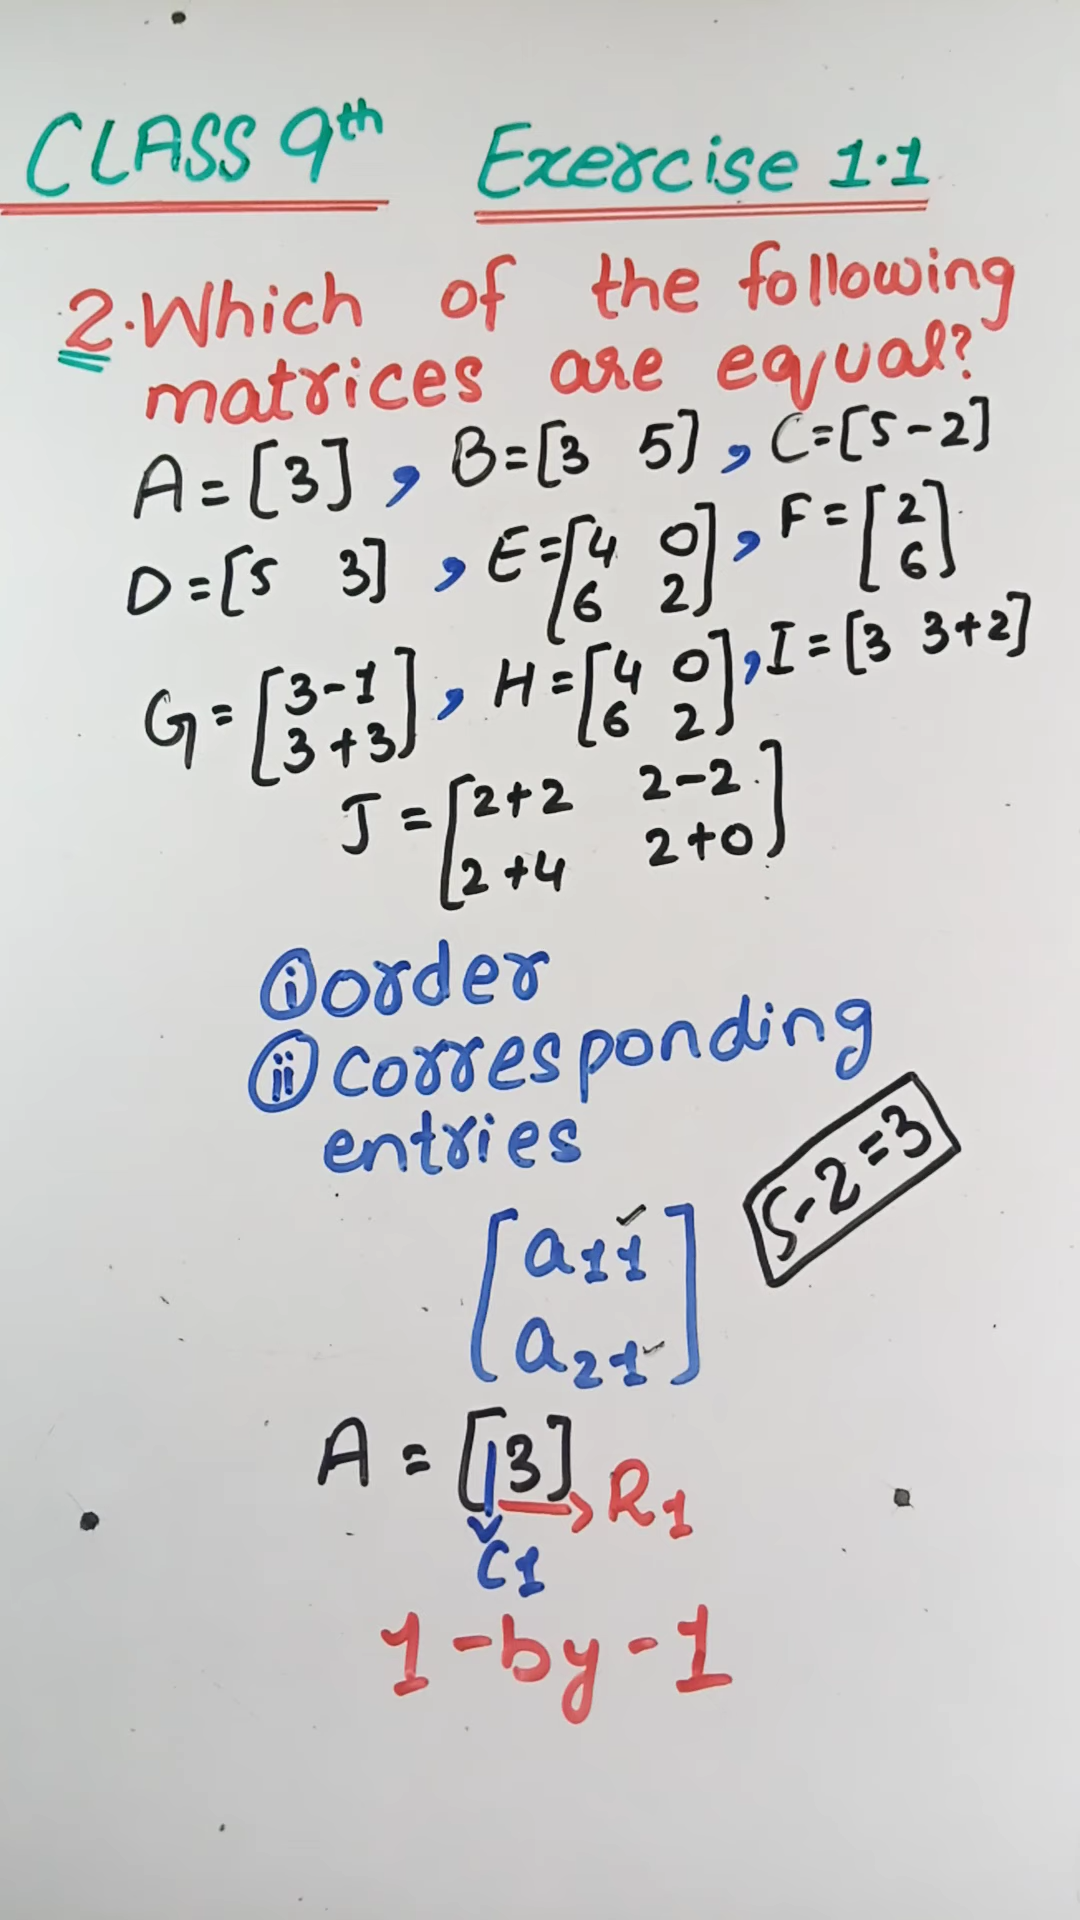 CLASS 9th Exercise 1.1
2. Which of the following
matrices are equal?
A = [3] , B = [3 5] , C = [5-2]
D = [5 3] , E = [4 0 , F = [2
6 2] 6]
G = [3-1 , H = [4 0 , I = [3 3+2]
3+3] 6 2]
J = [2+2 2-2
2+4 2+0]
(i) order
(ii) corresponding
entries
5-2=3
[a11
a21]
A = [3] R1
C1
1-by-1